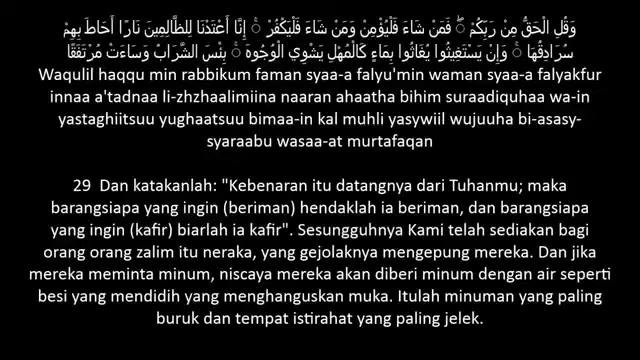 وَقُلِ الْحَقُّ مِنْ رَبِّكُمْ ۖ فَمَنْ شَاءَ فَلْيُؤْمِنْ وَمَنْ شَاءَ فَلْيَكْفُرْ ۚ إِنَّا أَعْتَدْنَا لِلظَّالِمِينَ نَارًا أَحَاطَ بِهِمْ
سُرَادِقُهَا ۚ وَإِنْ يَسْتَغِيثُوا يُغَاثُوا بِمَاءٍ كَالْمُهْلِ يَشْوِي الْوُجُوهَ ۚ بِئْسَ الشَّرَابُ وَسَاءَتْ مُرْتَفَقًا
Waqulil haqqu min rabbikum faman syaa-a falyu'min waman syaa-a falyakfur
innaa a'tadnaa li-zhzhaalimiina naaran ahaatha bihim suraadiquhaa wa-in
yastaghiitsuu yughaatsuu bimaa-in kal muhli yasywiil wujuuha bi-asasy-
syaraabu wasaa-at murtafaqan
29 Dan katakanlah: "Kebenaran itu datangnya dari Tuhanmu; maka
barangsiapa yang ingin (beriman) hendaklah ia beriman, dan barangsiapa
yang ingin (kafir) biarlah ia kafir". Sesungguhnya Kami telah sediakan bagi
orang orang zalim itu neraka, yang gejolaknya mengepung mereka. Dan jika
mereka meminta minum, niscaya mereka akan diberi minum dengan air seperti
besi yang mendidih yang menghanguskan muka. Itulah minuman yang paling
buruk dan tempat istirahat yang paling jelek.